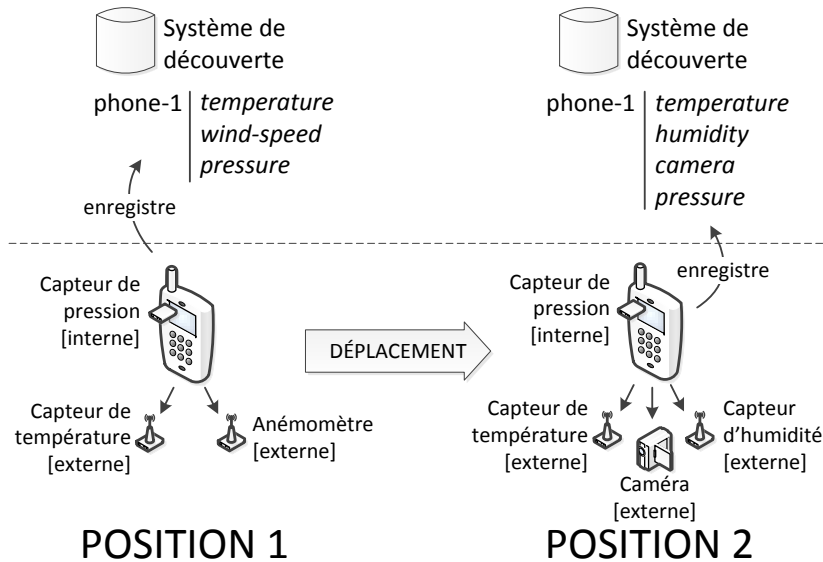 Système de
découverte
phone-1
temperature
wind-speed
pressure
enregistre
Capteur de
pression
[interne]
Capteur de
température
[externe]
Anémomètre
[externe]
POSITION 1
DÉPLACEMENT
Système de
découverte
phone-1
temperature
humidity
camera
pressure
enregistre
Capteur de
pression
[interne]
Capteur de
température
[externe]
Caméra
[externe]
Capteur
d'humidité
[externe]
POSITION 2